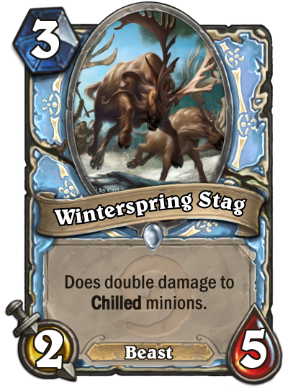 3
Winterspring Stag
Does double damage to
Chilled minions.
2
Beast
5